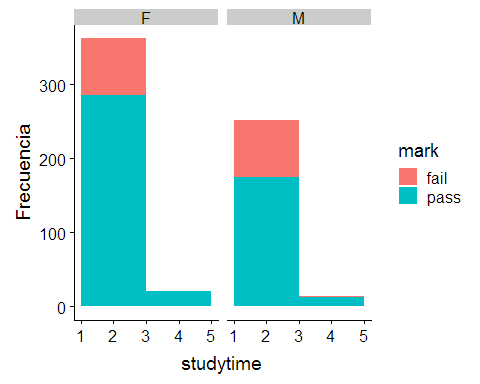 F M
Frecuencia
300
200
100
0
1 2 3 4 5 1 2 3 4 5
studytime
mark
fail
pass